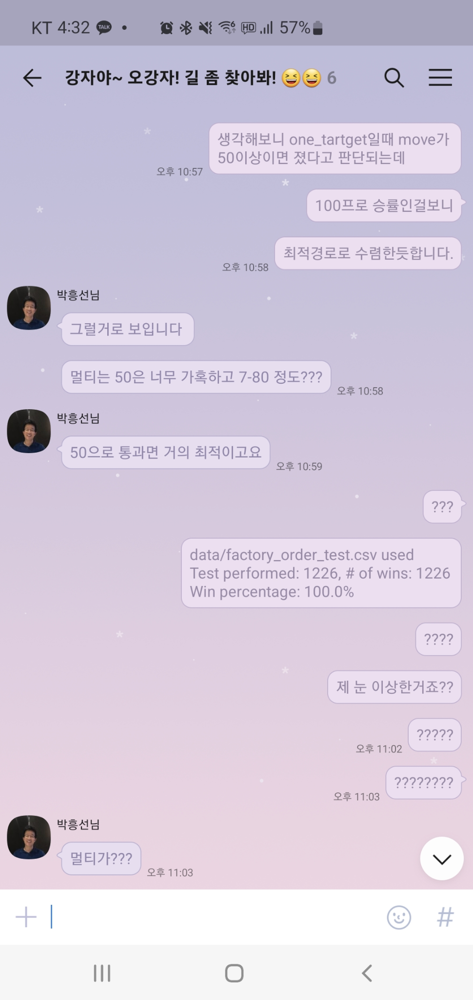 KT 4:32 TALK HD 57%
강자야~ 오강자! 길 좀 찾아봐! 😆😆 6
생각해보니 one_tartget일때 move가
50이상이면 졌다고 판단되는데
오후 10:57
100프로 승률인걸보니
최적경로로 수렴한듯합니다.
오후 10:58
박흥선님
그럴거로 보입니다
멀티는 50은 너무 가혹하고 7-80 정도???
오후 10:58
박흥선님
50으로 통과면 거의 최적이고요
오후 10:59
???
data/factory_order_test.csv used
Test performed: 1226, # of wins: 1226
Win percentage: 100.0%
????
제 눈 이상한거죠??
?????
오후 11:02
????????
오후 11:03
박흥선님
멀티가???
오후 11:03
#